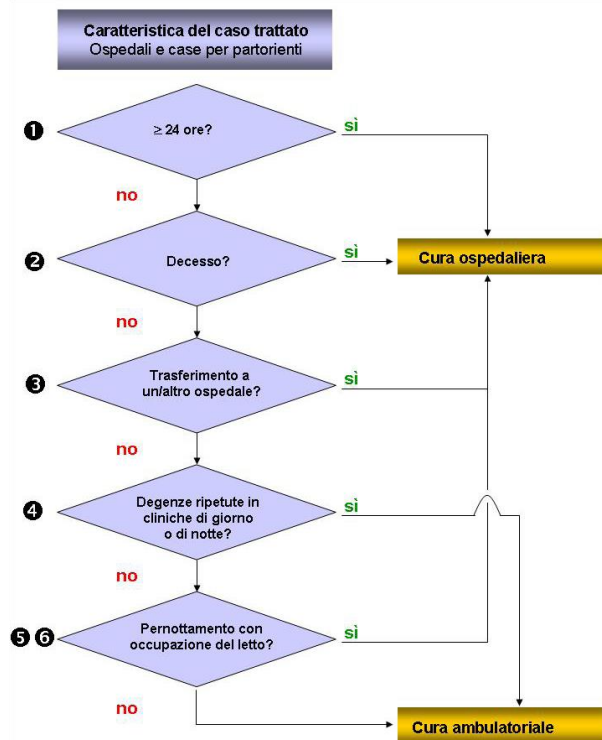 Caratteristica del caso trattato
Ospedali e case per partorienti
❶
≥ 24 ore?
sì
no
❷
Decesso?
sì
Cura ospedaliera
no
❸
Trasferimento a
un/altro ospedale?
sì
no
❹
Degenze ripetute in
cliniche di giorno
o di notte?
sì
no
❺ ❻
Pernottamento con
occupazione del letto?
sì
no
Cura ambulatoriale